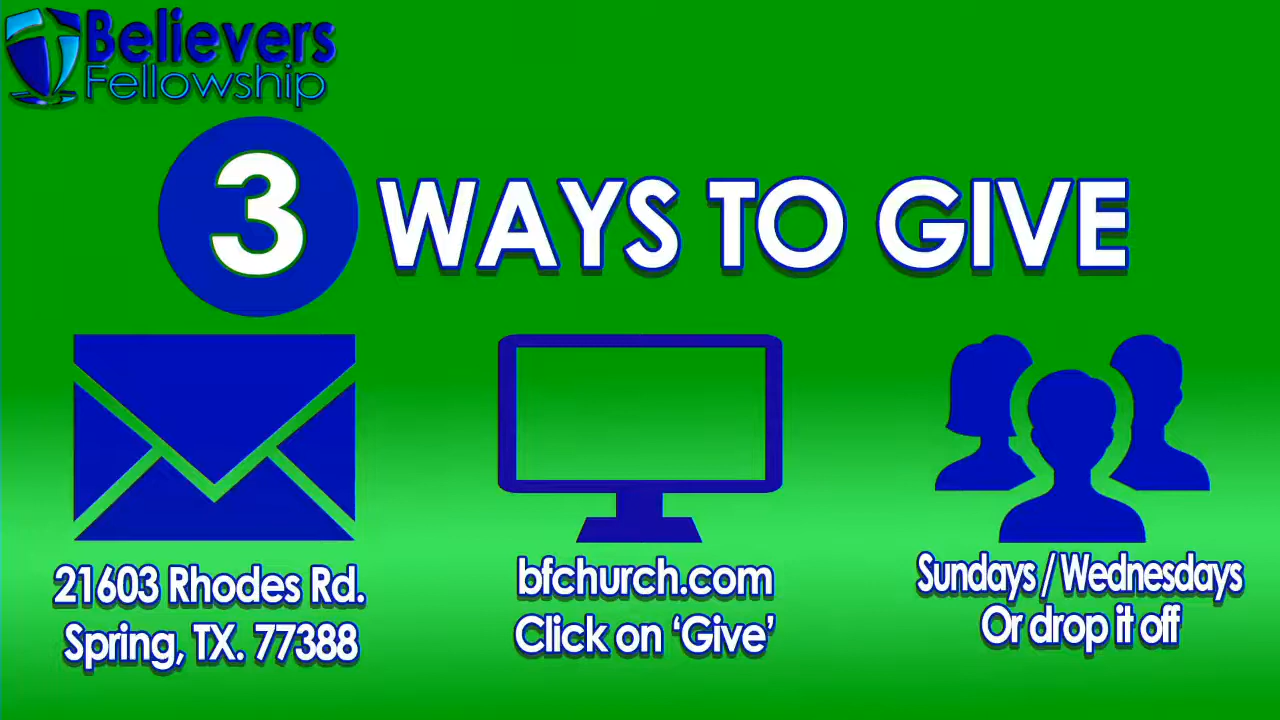 Believers
Fellowship
3 WAYS TO GIVE
21603 Rhodes Rd.
Spring, TX. 77388
bfchurch.com
Click on ‘Give’
Sundays / Wednesdays
Or drop it off